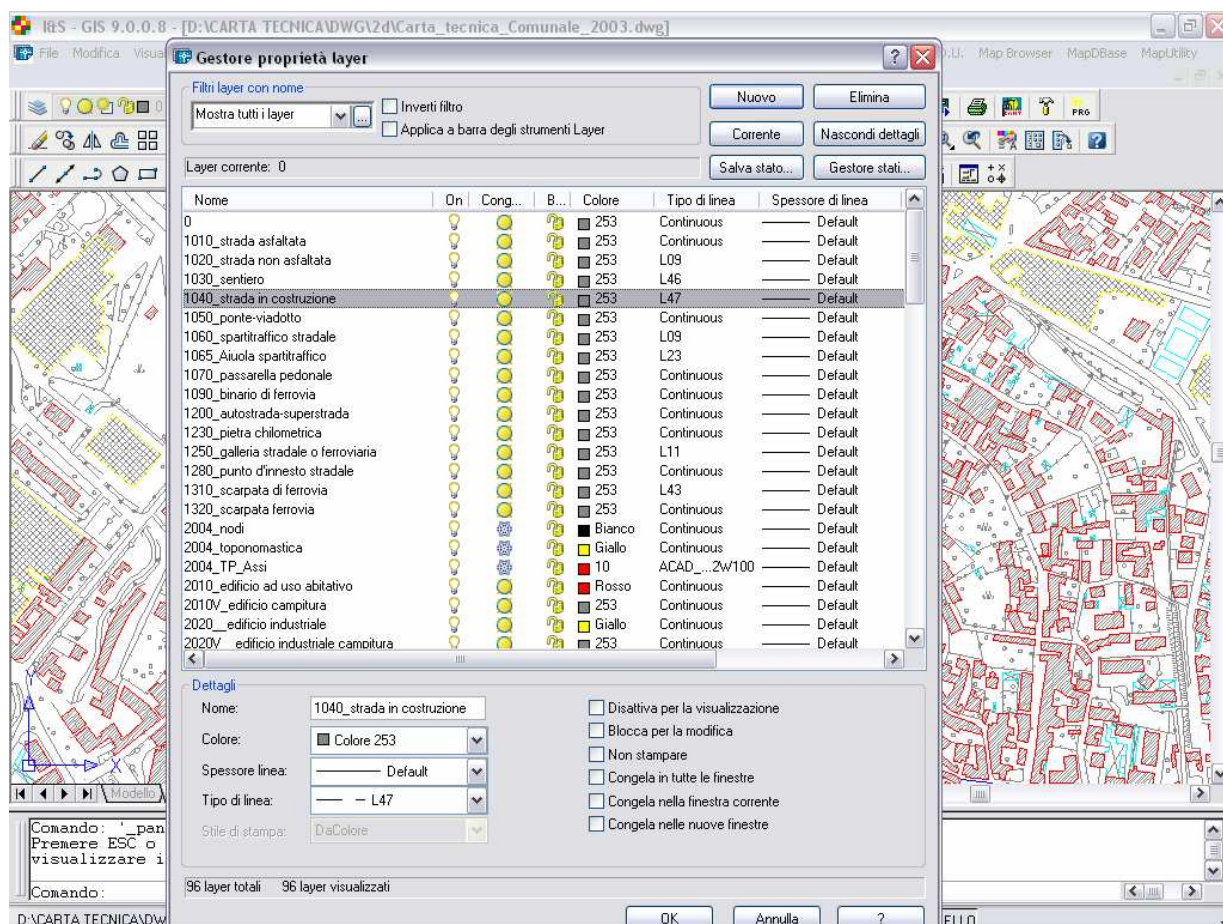 I&S - GIS 9.0.0.8 - [D:\CARTA TECNICA\DWG\2d\Carta_tecnica_Comunale_2003.dwg]
File Modifica Visua
D.U. Map Browser MapDBase MapUtility
Gestore proprietà layer
Filtri layer con nome
Mostra tutti i layer
...
Inverti filtro
Applica a barra degli strumenti Layer
Nuovo Elimina
Corrente Nascondi dettagli
Layer corrente: 0
Salva stato... Gestore stati...
PRG
Nome On Cong... B... Colore Tipo di linea Spessore di linea
0 253 Continuous Default
1010_strada asfaltata 253 Continuous Default
1020_strada non asfaltata 253 L09 Default
1030_sentiero 253 L46 Default
1040_strada in costruzione 253 L47 Default
1050_ponte-viadotto 253 Continuous Default
1060_spartitraffico stradale 253 L09 Default
1065_Aiuola spartitraffico 253 L23 Default
1070_passarella pedonale 253 Continuous Default
1090_binario di ferrovia 253 Continuous Default
1200_autostrada-superstrada 253 Continuous Default
1230_pietra chilometrica 253 Continuous Default
1250_galleria stradale o ferroviaria 253 L11 Default
1280_punto d'innesto stradale 253 Continuous Default
1310_scarpata di ferrovia 253 L43 Default
1320_scarpata ferrovia 253 Continuous Default
2004_nodi Bianco Continuous Default
2004_toponomastica Giallo Continuous Default
2004_TP_Assi 10 ACAD_...2W100 Default
2010_edificio ad uso abitativo Rosso Continuous Default
2010V_edificio campitura 253 Continuous Default
2020__edificio industriale Giallo Continuous Default
2020V__edificio industriale campitura 253 Continuous Default
Dettagli
Nome: 1040_strada in costruzione
Colore: Colore 253
Spessore linea: Default
Tipo di linea: L47
Stile di stampa: DaColore
Disattiva per la visualizzazione
Blocca per la modifica
Non stampare
Congela in tutte le finestre
Congela nella finestra corrente
Congela nelle nuove finestre
96 layer totali 96 layer visualizzati
OK Annulla ?
Y
X
Modello
Comando: '_pan
Premere ESC o
visualizzare i
Comando:
D:\CARTA TECNICA\DW
ELLO